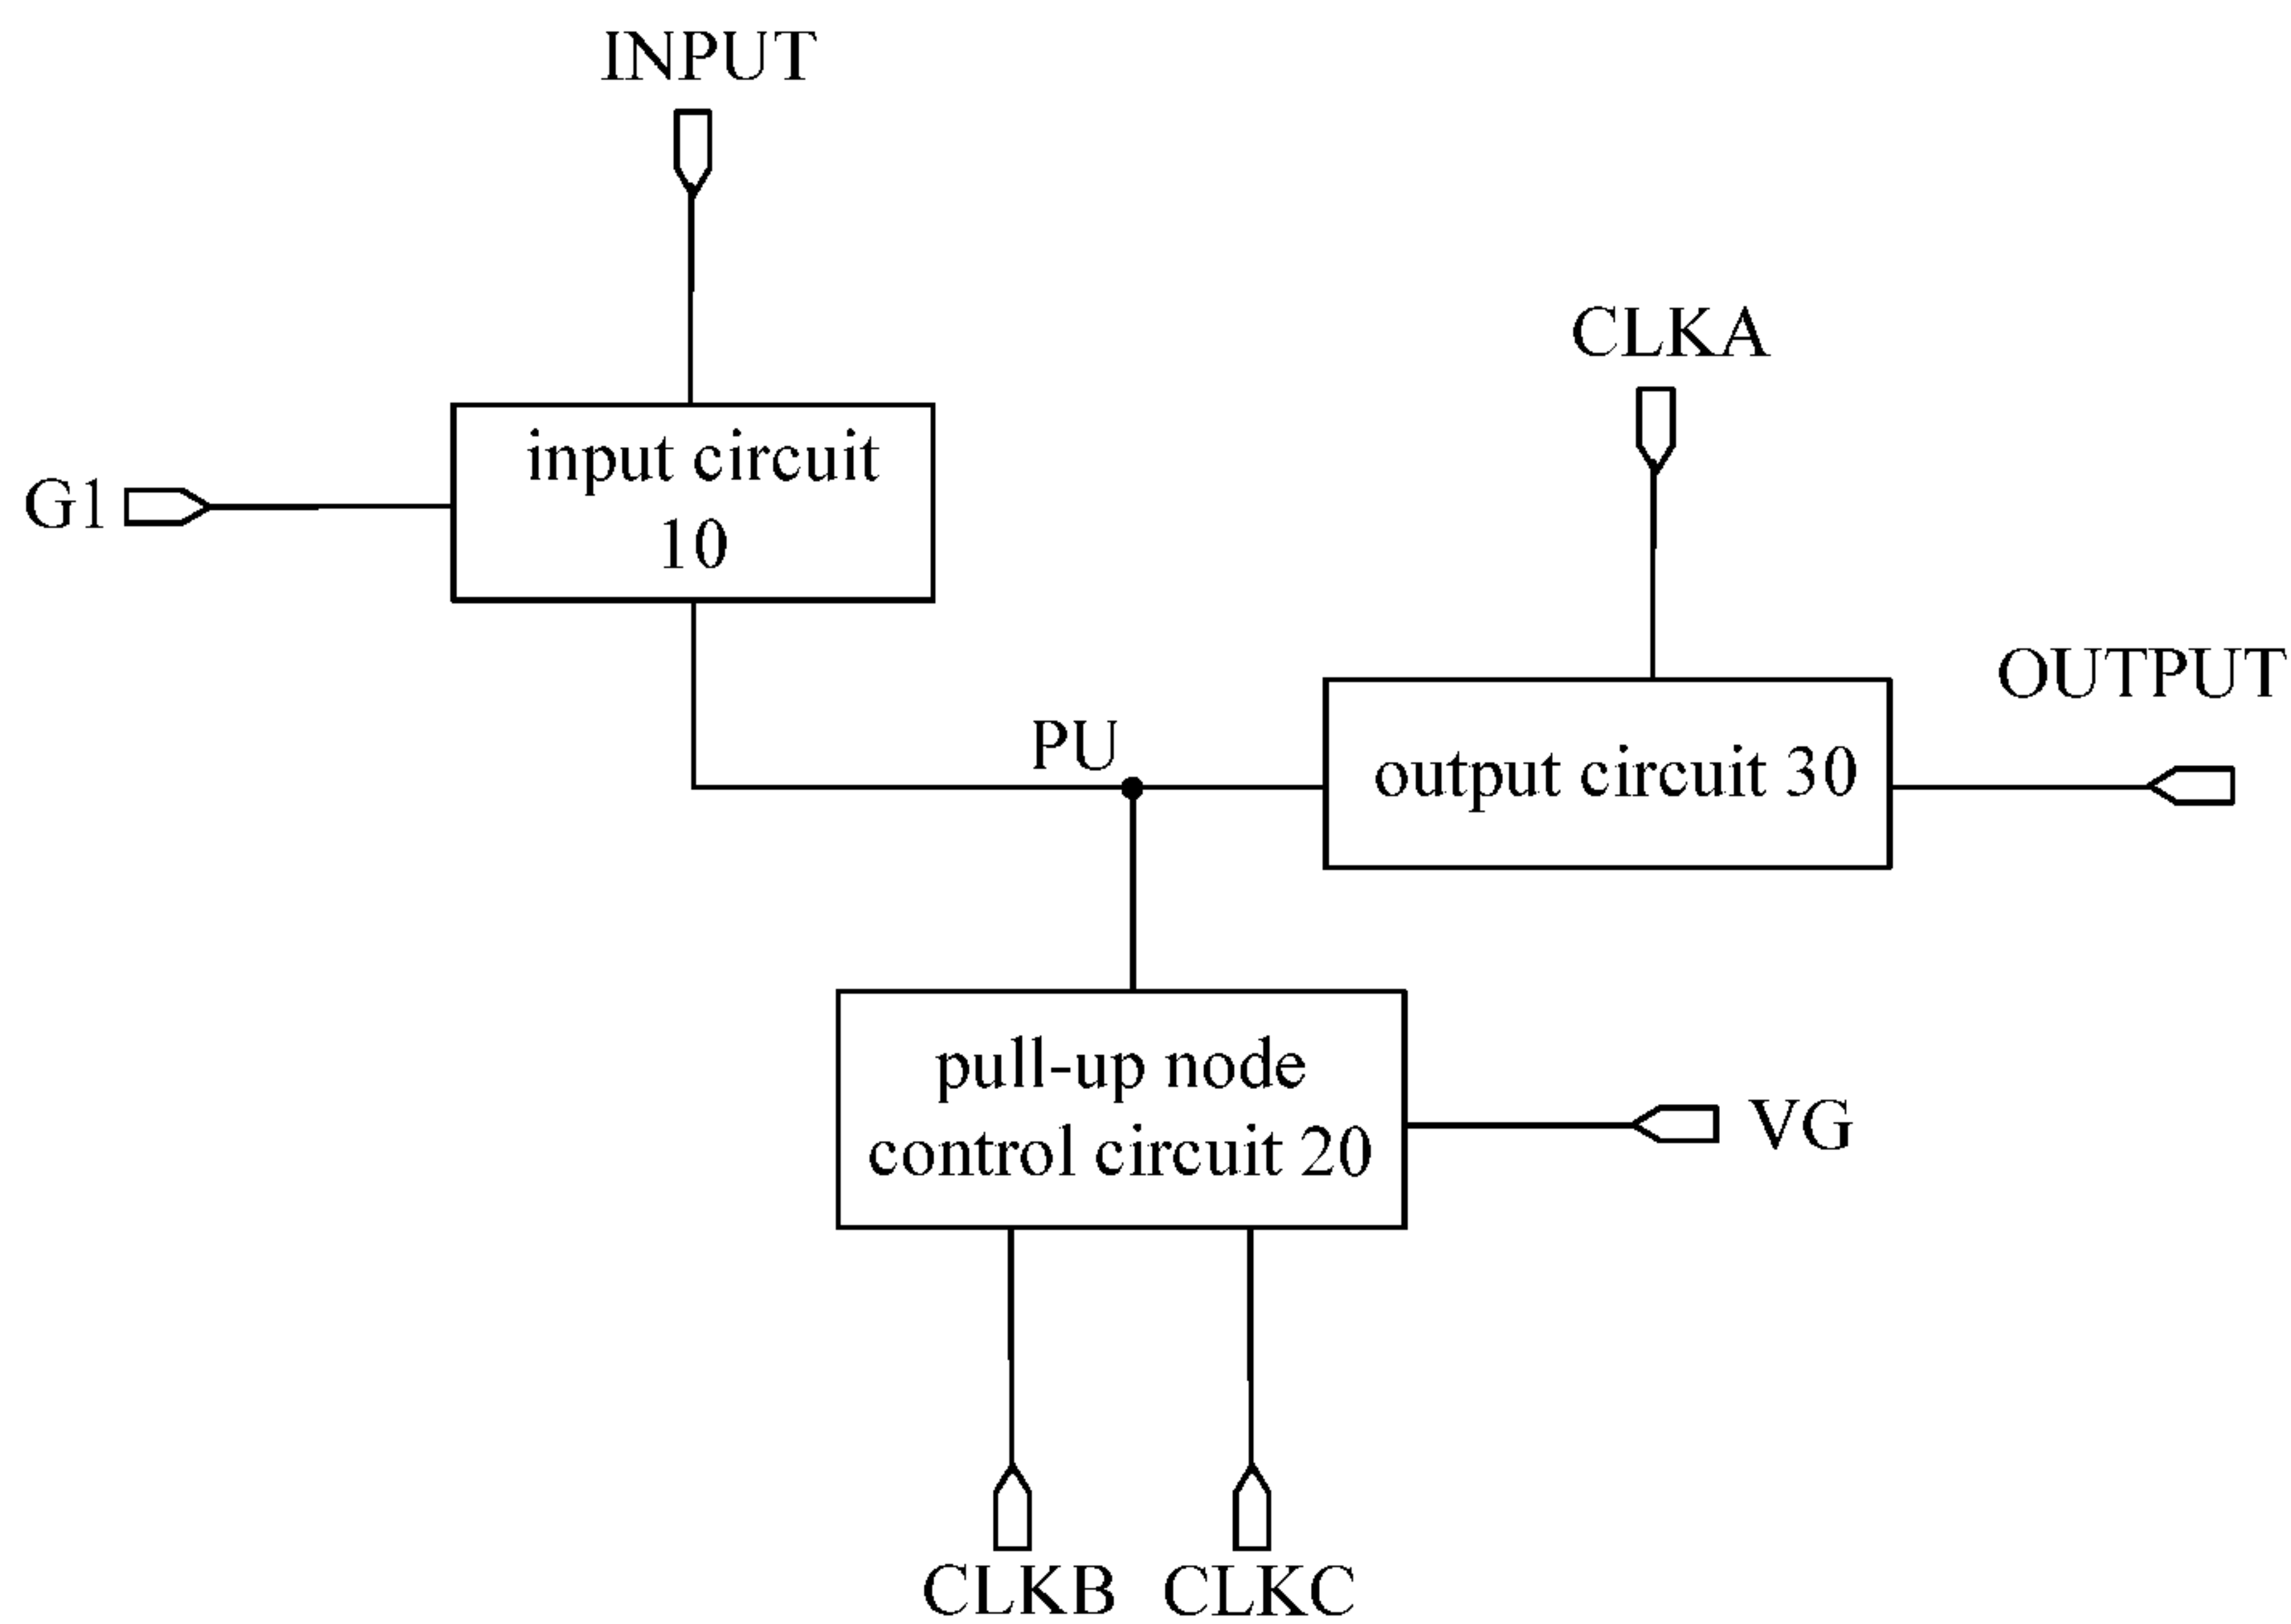 INPUT
CLKA
input circuit
10
G1
OUTPUT
PU
output circuit 30
pull-up node
control circuit 20
VG
CLKB
CLKC